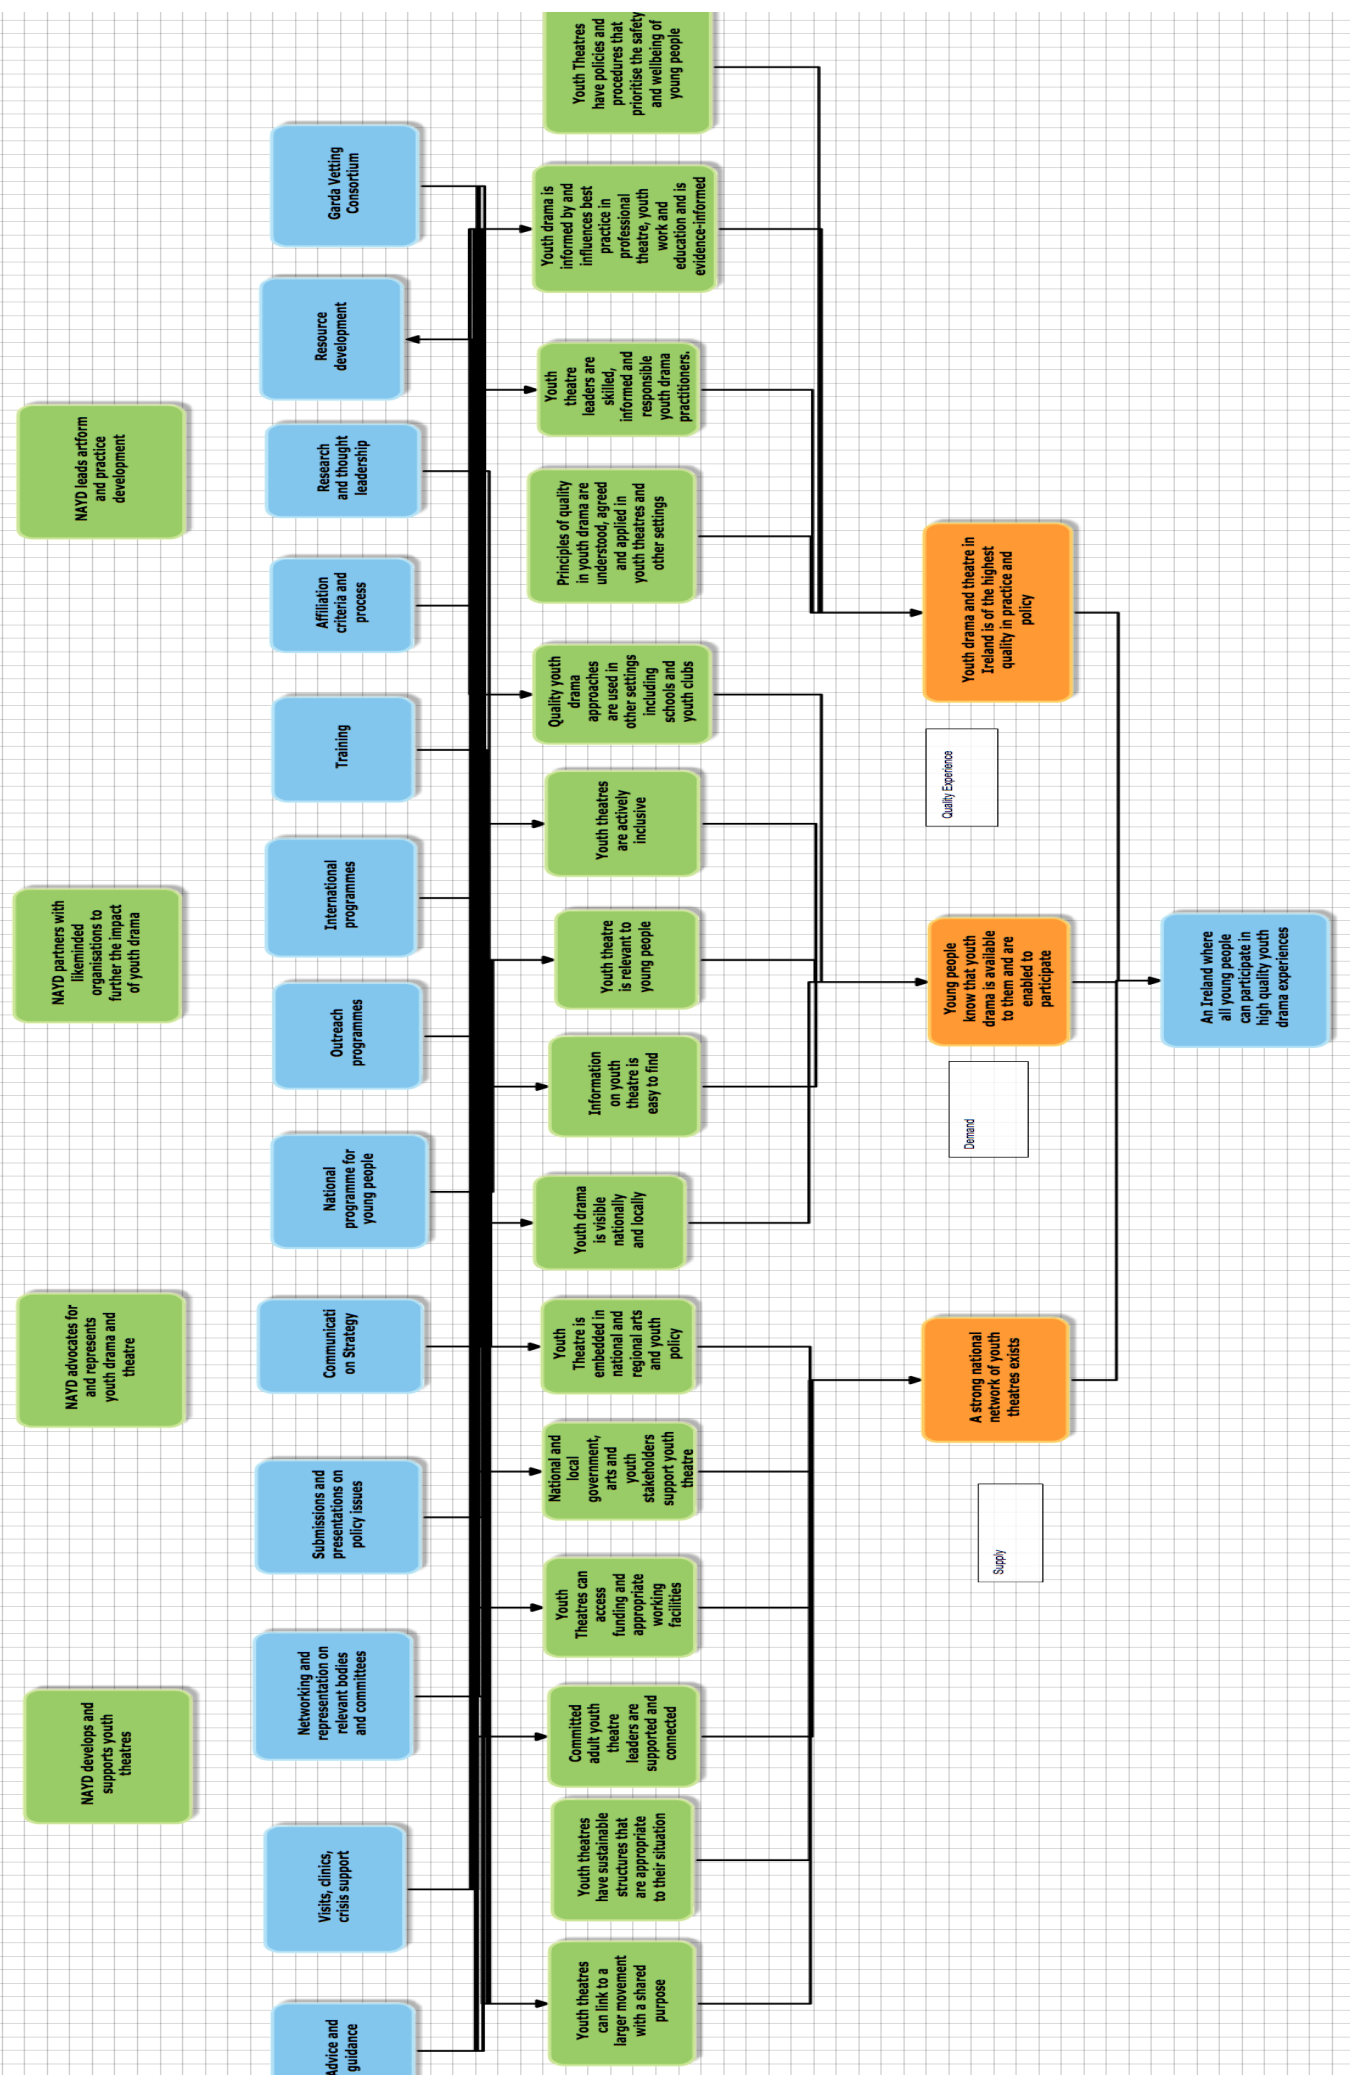 NAYD develops and
supports youth
theatres
NAYD advocates for
and represents
youth drama and
theatre
NAYD partners with
likeminded
organisations to
further the impact
of youth drama
NAYD leads artform
and practice
development
Advice and
guidance
Visits, clinics,
crisis support
Networking and
representation on
relevant bodies
and committees
Submissions and
presentations on
policy issues
Communicati
on Strategy
National
programme for
young people
Outreach
programmes
International
programmes
Training
Affiliation
criteria and
process
Research
and thought
leadership
Resource
development
Garda Vetting
Consortium
Youth theatres
can link to a
larger movement
with a shared
purpose
Youth theatres
have sustainable
structures that
are appropriate
to their situation
Committed
adult youth
theatre
leaders are
supported and
connected
Youth
Theatres can
access
funding and
appropriate
working
facilities
National and
local
government,
arts and
youth
stakeholders
support youth
theatre
Youth
Theatre is
embedded in
national and
regional arts
and youth
policy
Youth drama
is visible
nationally
and locally
Information
on youth
theatre is
easy to find
Youth theatre
is relevant to
young people
Youth theatres
are actively
inclusive
Quality youth
drama
approaches
are used in
other settings
including
schools and
youth clubs
Principles of quality
in youth drama are
understood, agreed
and applied in
youth theatres and
other settings
Youth
theatre
leaders are
skilled,
informed and
responsible
youth drama
practitioners.
Youth drama is
informed by and
influences best
practice in
professional
theatre, youth
work and
education and is
evidence-informed
Youth Theatres
have policies and
procedures that
prioritise the safety
and wellbeing of
young people
Supply
A strong national
network of youth
theatres exists
Demand
Young people
know that youth
drama is available
to them and are
enabled to
participate
Quality Experience
Youth drama and theatre in
Ireland is of the highest
quality in practice and
policy
An Ireland where
all young people
can participate in
high quality youth
drama experiences